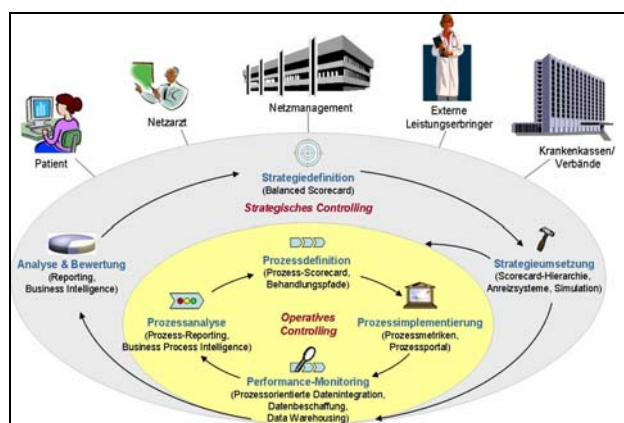 Patient
Netzarzt
Netzmanagement
Externe
Leistungserbringer
Krankenkassen/
Verbände
Strategiedefinition
(Balanced Scorecard)
Strategisches Controlling
Analyse & Bewertung
(Reporting,
Business Intelligence)
Strategieumsetzung
(Scorecard-Hierarchie,
Anreizsysteme, Simulation)
Prozessdefinition
(Prozess-Scorecard,
Behandlungspfade)
Prozessanalyse
(Prozess-Reporting,
Business Process Intelligence)
Operatives
Controlling
Prozessimplementierung
(Prozessmetriken,
Prozessportal)
Performance-Monitoring
(Prozessorientierte Datenintegration,
Datenbeschaffung,
Data Warehousing)